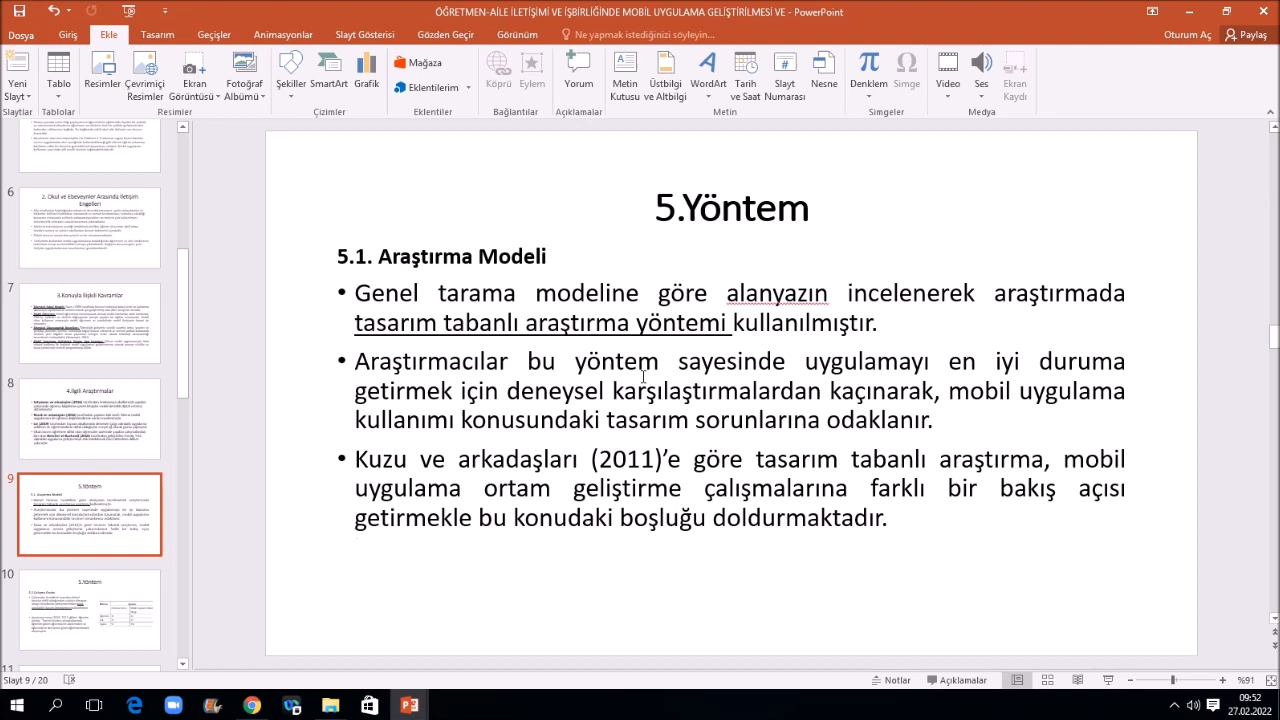 ÖĞRETMEN-AİLE İLETİŞİMİ VE İŞBİRLİĞİNDE MOBİL UYGULAMA GELİŞTİRİLMESİ VE - PowerPoint
Dosya Giriş Ekle Tasarım Geçişler Animasyonlar Slayt Gösterisi Gözden Geçir Görünüm Ne yapmak istediğinizi söyleyin... Oturum Aç Paylaş
Yeni Slayt
Tablo
Resimler
Çevrimiçi Resimler
Ekran Görüntüsü
Fotoğraf Albümü
Şekiller
SmartArt
Grafik
Mağaza
Eklentilerim
Köprü
Eylem
Yorum
Metin Kutusu
Üstbilgi ve Altbilgi
WordArt
Tarih ve Saat
Slayt Numarası
Nesne
Denklem
Simge
Video
Ses
Ekran Kaydı
Slaytlar Tablolar Resimler Çizimler Eklentiler Bağlantılar Açıklamalar Metin Simgeler Medya
6
2. Okul ve Ebeveynler Arasında İletişim
Engelleri
7
3.Konuyla İlişkili Kavramlar
8
4.İlgili Araştırmalar
9
5.Yöntem
10
5.Yöntem
11
5.Yöntem
5.1. Araştırma Modeli
• Genel tarama modeline göre alanyazın incelenerek araştırmada
tasarım tabanlı araştırma yöntemi kullanılmıştır.
• Araştırmacılar bu yöntem sayesinde uygulamayı en iyi duruma
getirmek için deneysel karşılaştırmalardan kaçınarak, mobil uygulama
kullanımı konusundaki tasarım sorunlarına odaklanır.
• Kuzu ve arkadaşları (2011)’e göre tasarım tabanlı araştırma, mobil
uygulama ortam geliştirme çalışmalarına farklı bir bakış açısı
getirmekle bu konudaki boşluğu doldurmaktadır.
Slayt 9 / 20 Notlar Açıklamalar %91
09:52
27.02.2022